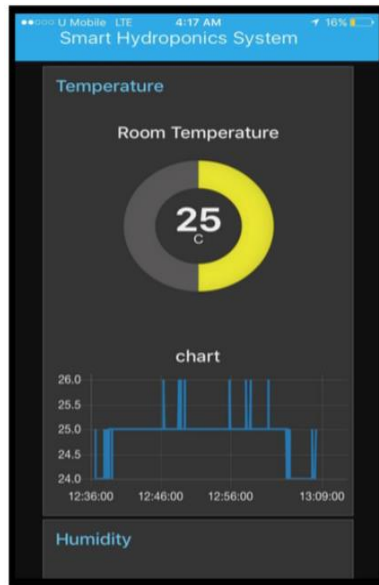 U Mobile LTE 4:17 AM 16%
Smart Hydroponics System
Temperature
Room Temperature
25
C
chart
26.0
25.5
25.0
24.5
24.0
12:36:00 12:46:00 12:56:00 13:09:00
Humidity